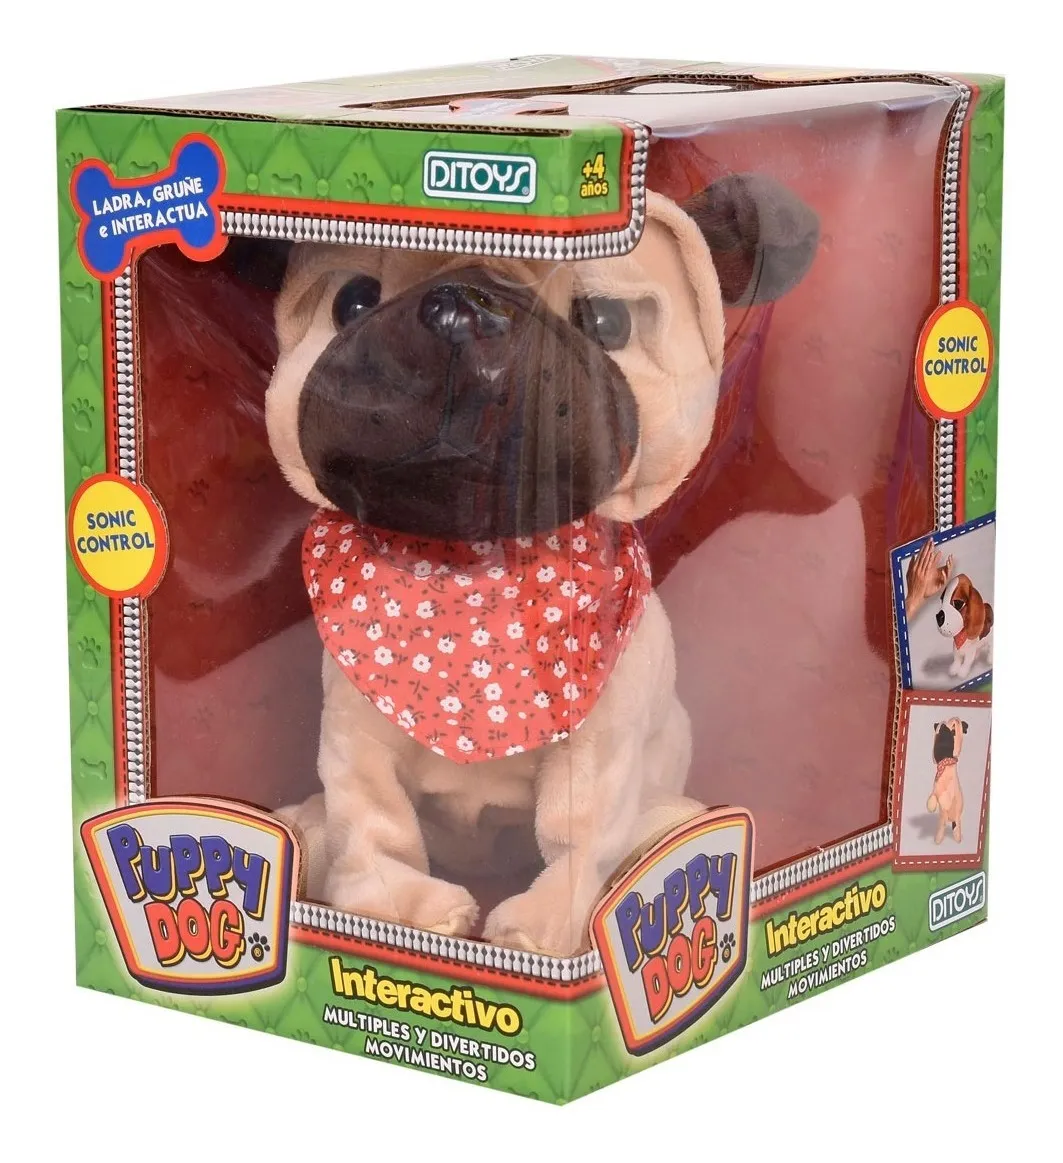 LADRA, GRUÑE
e INTERACTUA
DITOYS®
+4
años
SONIC
CONTROL
SONIC
CONTROL
PUPPY
DOG®
Interactivo
MULTIPLES Y DIVERTIDOS
MOVIMIENTOS
PUPPY
DOG®
Interactivo
MULTIPLES Y DIVERTIDOS
MOVIMIENTOS
DITOYS